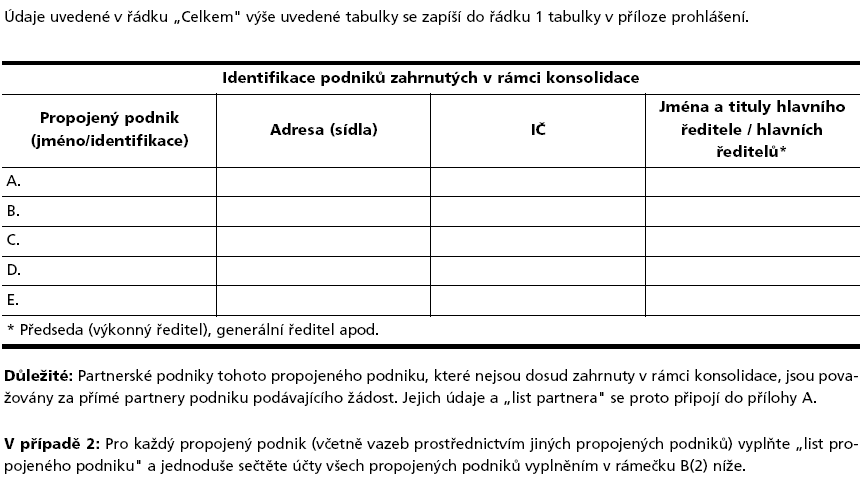 Údaje uvedené v řádku „Celkem" výše uvedené tabulky se zapíší do řádku 1 tabulky v příloze prohlášení.
Identifikace podniků zahrnutých v rámci konsolidace
Propojený podnik
(jméno/identifikace)
Adresa (sídla)
IČ
Jména a tituly hlavního
ředitele / hlavních
ředitelů*
A.
B.
C.
D.
E.
* Předseda (výkonný ředitel), generální ředitel apod.
Důležité: Partnerské podniky tohoto propojeného podniku, které nejsou dosud zahrnuty v rámci konsolidace, jsou pova-
žovány za přímé partnery podniku podávajícího žádost. Jejich údaje a „list partnera" se proto připojí do přílohy A.
V případě 2: Pro každý propojený podnik (včetně vazeb prostřednictvím jiných propojených podniků) vyplňte „list pro-
pojeného podniku" a jednoduše sečtěte účty všech propojených podniků vyplněním v rámečku B(2) níže.